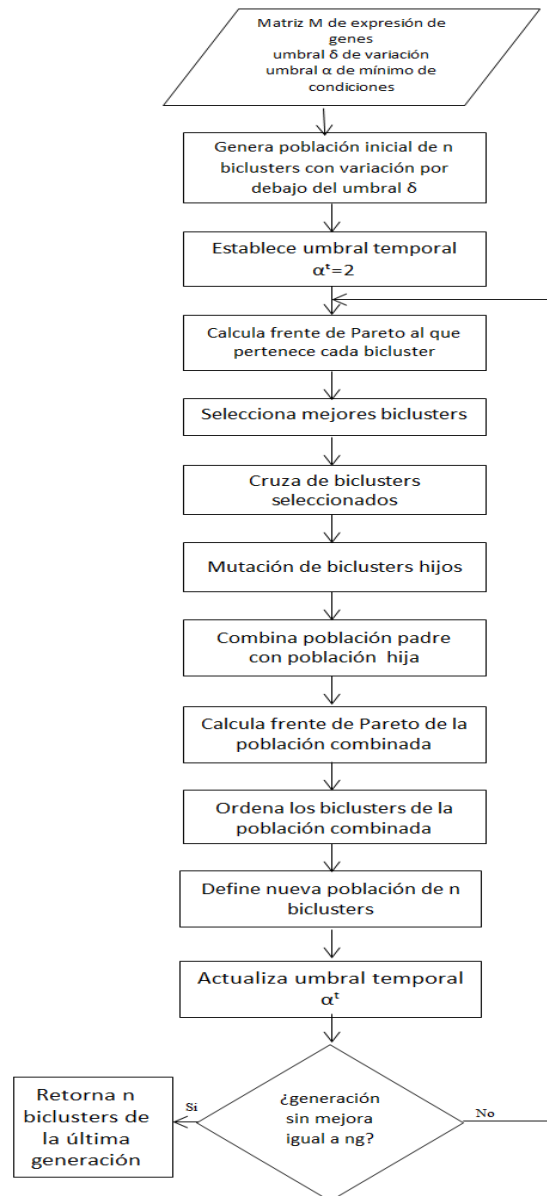 Matriz M de expresión de
genes
umbral δ de variación
umbral α de mínimo de
condiciones
Genera población inicial de n
biclusters con variación por
debajo del umbral δ
Establece umbral temporal
αᵗ=2
Calcula frente de Pareto al que
pertenece cada bicluster
Selecciona mejores biclusters
Cruza de biclusters
seleccionados
Mutación de biclusters hijos
Combina población padre
con población hija
Calcula frente de Pareto de la
población combinada
Ordena los biclusters de la
población combinada
Define nueva población de n
biclusters
Actualiza umbral temporal
αᵗ
¿generación
sin mejora
igual a ng?
Si
No
Retorna n
biclusters de
la última
generación